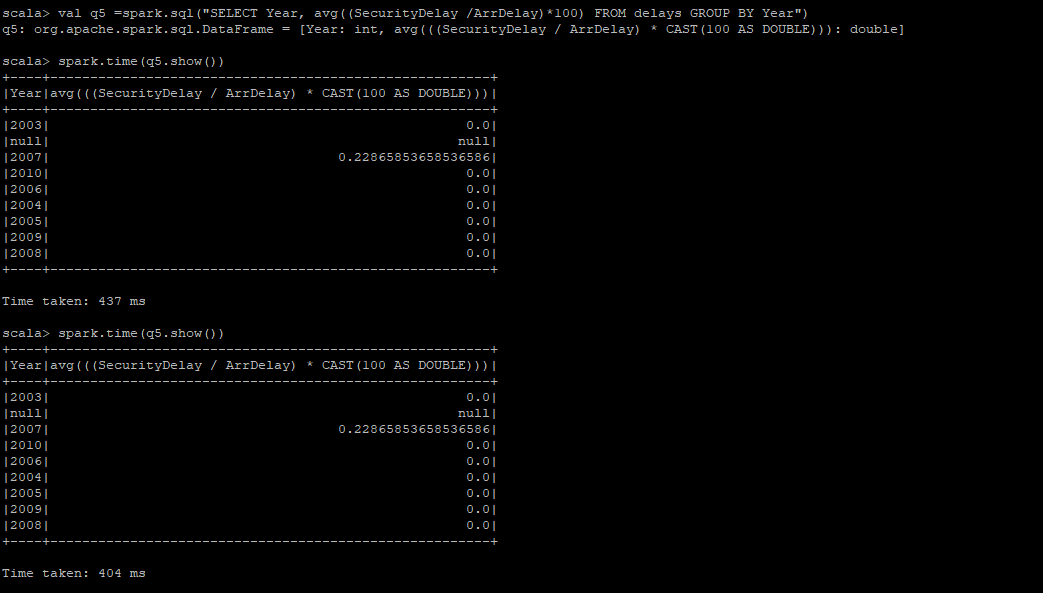 scala> val q5 =spark.sql("SELECT Year, avg((SecurityDelay /ArrDelay)*100) FROM delays GROUP BY Year")
q5: org.apache.spark.sql.DataFrame = [Year: int, avg(((SecurityDelay / ArrDelay) * CAST(100 AS DOUBLE))): double]
scala> spark.time(q5.show())
+----+-------------------------------------------------------+
|Year|avg(((SecurityDelay / ArrDelay) * CAST(100 AS DOUBLE)))|
+----+-------------------------------------------------------+
|2003| 0.0|
|null| null|
|2007| 0.22865853658536586|
|2010| 0.0|
|2006| 0.0|
|2004| 0.0|
|2005| 0.0|
|2009| 0.0|
|2008| 0.0|
+----+-------------------------------------------------------+
Time taken: 437 ms
scala> spark.time(q5.show())
+----+-------------------------------------------------------+
|Year|avg(((SecurityDelay / ArrDelay) * CAST(100 AS DOUBLE)))|
+----+-------------------------------------------------------+
|2003| 0.0|
|null| null|
|2007| 0.22865853658536586|
|2010| 0.0|
|2006| 0.0|
|2004| 0.0|
|2005| 0.0|
|2009| 0.0|
|2008| 0.0|
+----+-------------------------------------------------------+
Time taken: 404 ms